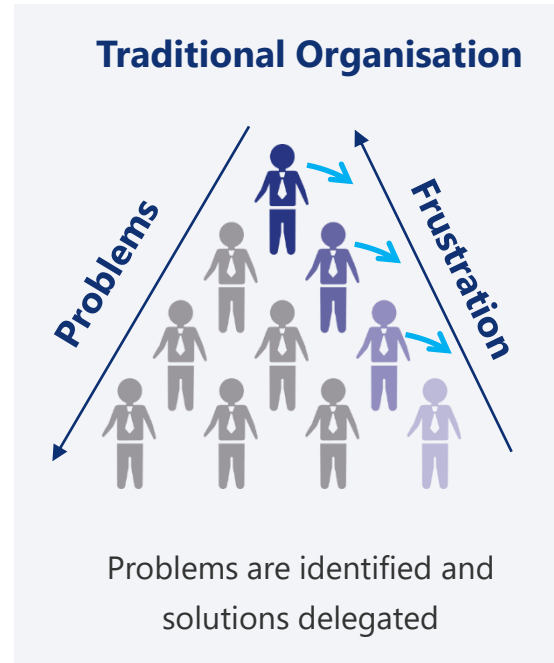 Traditional Organisation
Problems
Frustration
Problems are identified and
solutions delegated